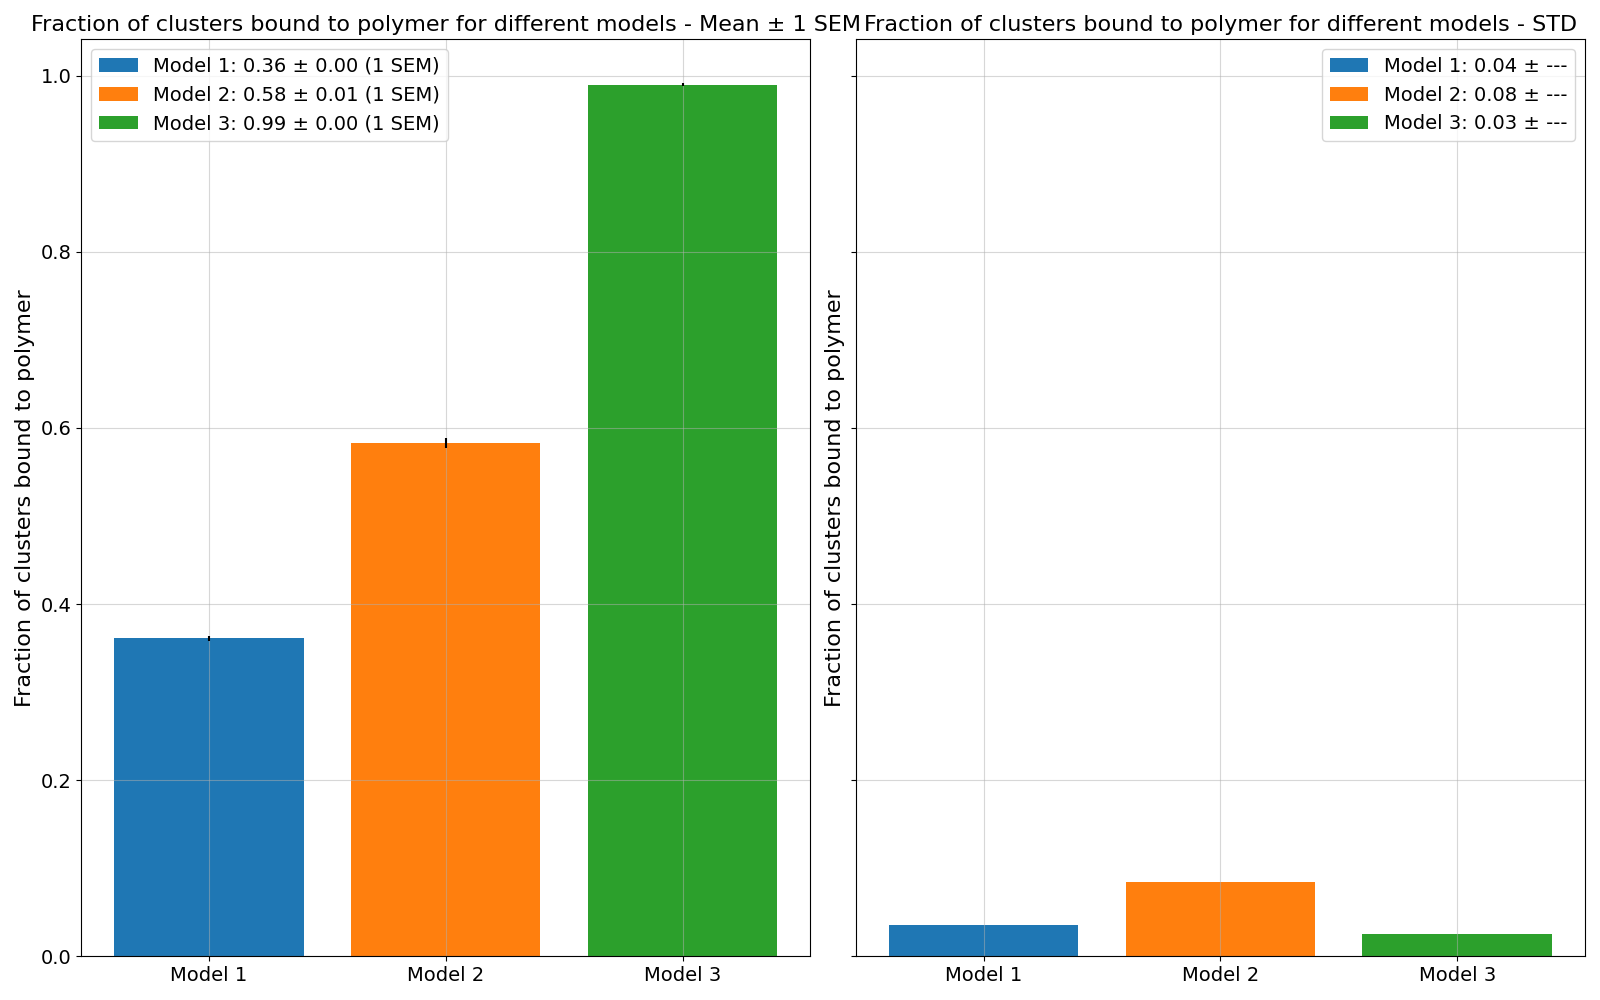 Fraction of clusters bound to polymer for different models - Mean ± 1 SEM
Fraction of clusters bound to polymer
1.0
0.8
0.6
0.4
0.2
0.0
Model 1: 0.36 ± 0.00 (1 SEM)
Model 2: 0.58 ± 0.01 (1 SEM)
Model 3: 0.99 ± 0.00 (1 SEM)
Model 1
Model 2
Model 3
Fraction of clusters bound to polymer for different models - STD
Fraction of clusters bound to polymer
Model 1: 0.04 ± ---
Model 2: 0.08 ± ---
Model 3: 0.03 ± ---
Model 1
Model 2
Model 3